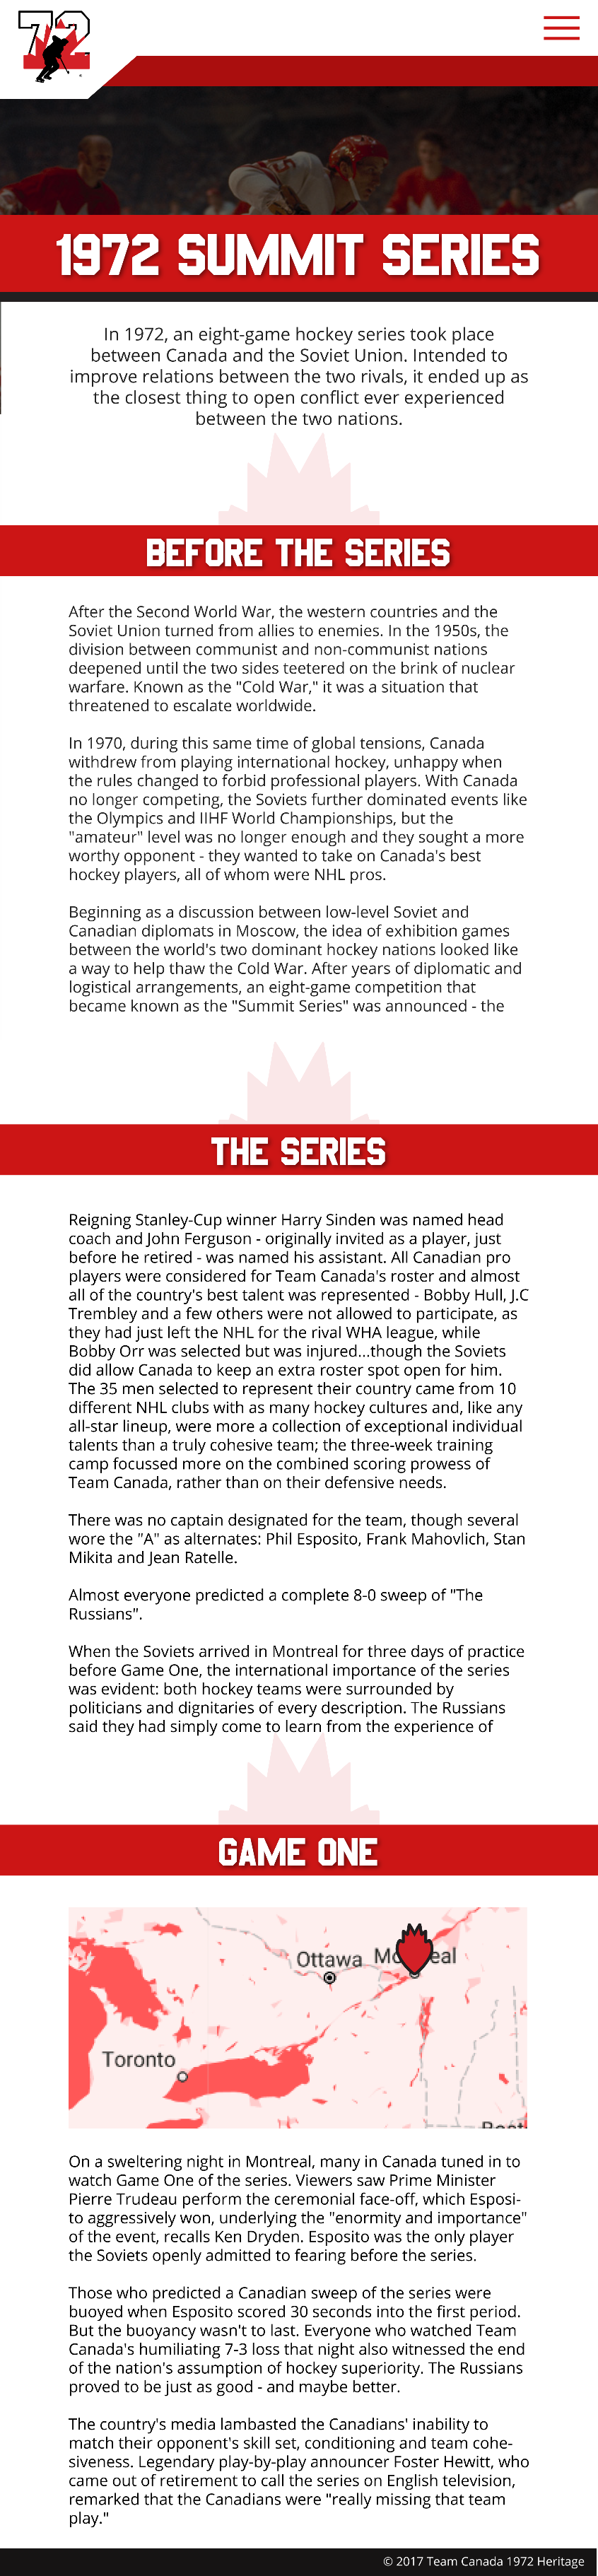 72
1972 SUMMIT SERIES
In 1972, an eight-game hockey series took place
between Canada and the Soviet Union. Intended to
improve relations between the two rivals, it ended up as
the closest thing to open conflict ever experienced
between the two nations.
BEFORE THE SERIES
After the Second World War, the western countries and the
Soviet Union turned from allies to enemies. In the 1950s, the
division between communist and non-communist nations
deepened until the two sides teetered on the brink of nuclear
warfare. Known as the "Cold War," it was a situation that
threatened to escalate worldwide.
In 1970, during this same time of global tensions, Canada
withdrew from playing international hockey, unhappy when
the rules changed to forbid professional players. With Canada
no longer competing, the Soviets further dominated events like
the Olympics and IIHF World Championships, but the
"amateur" level was no longer enough and they sought a more
worthy opponent - they wanted to take on Canada's best
hockey players, all of whom were NHL pros.
Beginning as a discussion between low-level Soviet and
Canadian diplomats in Moscow, the idea of exhibition games
between the world's two dominant hockey nations looked like
a way to help thaw the Cold War. After years of diplomatic and
logistical arrangements, an eight-game competition that
became known as the "Summit Series" was announced - the
THE SERIES
Reigning Stanley-Cup winner Harry Sinden was named head
coach and John Ferguson - originally invited as a player, just
before he retired - was named his assistant. All Canadian pro
players were considered for Team Canada's roster and almost
all of the country's best talent was represented - Bobby Hull, J.C
Trembley and a few others were not allowed to participate, as
they had just left the NHL for the rival WHA league, while
Bobby Orr was selected but was injured...though the Soviets
did allow Canada to keep an extra roster spot open for him.
The 35 men selected to represent their country came from 10
different NHL clubs with as many hockey cultures and, like any
all-star lineup, were more a collection of exceptional individual
talents than a truly cohesive team; the three-week training
camp focussed more on the combined scoring prowess of
Team Canada, rather than on their defensive needs.
There was no captain designated for the team, though several
wore the "A" as alternates: Phil Esposito, Frank Mahovlich, Stan
Mikita and Jean Ratelle.
Almost everyone predicted a complete 8-0 sweep of "The
Russians".
When the Soviets arrived in Montreal for three days of practice
before Game One, the international importance of the series
was evident: both hockey teams were surrounded by
politicians and dignitaries of every description. The Russians
said they had simply come to learn from the experience of
GAME ONE
Ottawa
Toronto
On a sweltering night in Montreal, many in Canada tuned in to
watch Game One of the series. Viewers saw Prime Minister
Pierre Trudeau perform the ceremonial face-off, which Esposi-
to aggressively won, underlying the "enormity and importance"
of the event, recalls Ken Dryden. Esposito was the only player
the Soviets openly admitted to fearing before the series.
Those who predicted a Canadian sweep of the series were
buoyed when Esposito scored 30 seconds into the first period.
But the buoyancy wasn't to last. Everyone who watched Team
Canada's humiliating 7-3 loss that night also witnessed the end
of the nation's assumption of hockey superiority. The Russians
proved to be just as good - and maybe better.
The country's media lambasted the Canadians' inability to
match their opponent's skill set, conditioning and team cohe-
siveness. Legendary play-by-play announcer Foster Hewitt, who
came out of retirement to call the series on English television,
remarked that the Canadians were "really missing that team
play."
© 2017 Team Canada 1972 Heritage